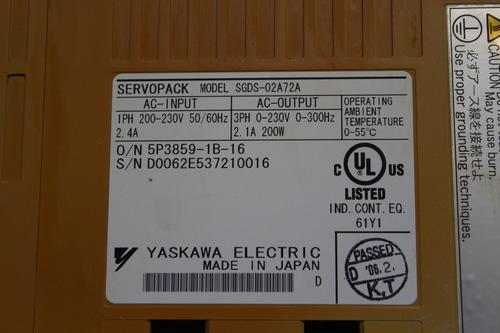 SERVOPACK MODEL SGDS-02A72A
AC-INPUT
1PH 200-230V 50/60Hz
2.4A
AC-OUTPUT
3PH 0-230V 0-300Hz
2.1A 200W
OPERATING
AMBIENT
TEMPERATURE
0-55°C
O/N 5P3859-1B-16
S/N D0062E537210016
C UL US
LISTED
IND. CONT. EQ.
61Y1
YASKAWA ELECTRIC
MADE IN JAPAN
D
PASSED
D '06.2.
K.T
CAUTION
May cause burn.
必ずアース線を接続せよ
Use proper grounding techniques.